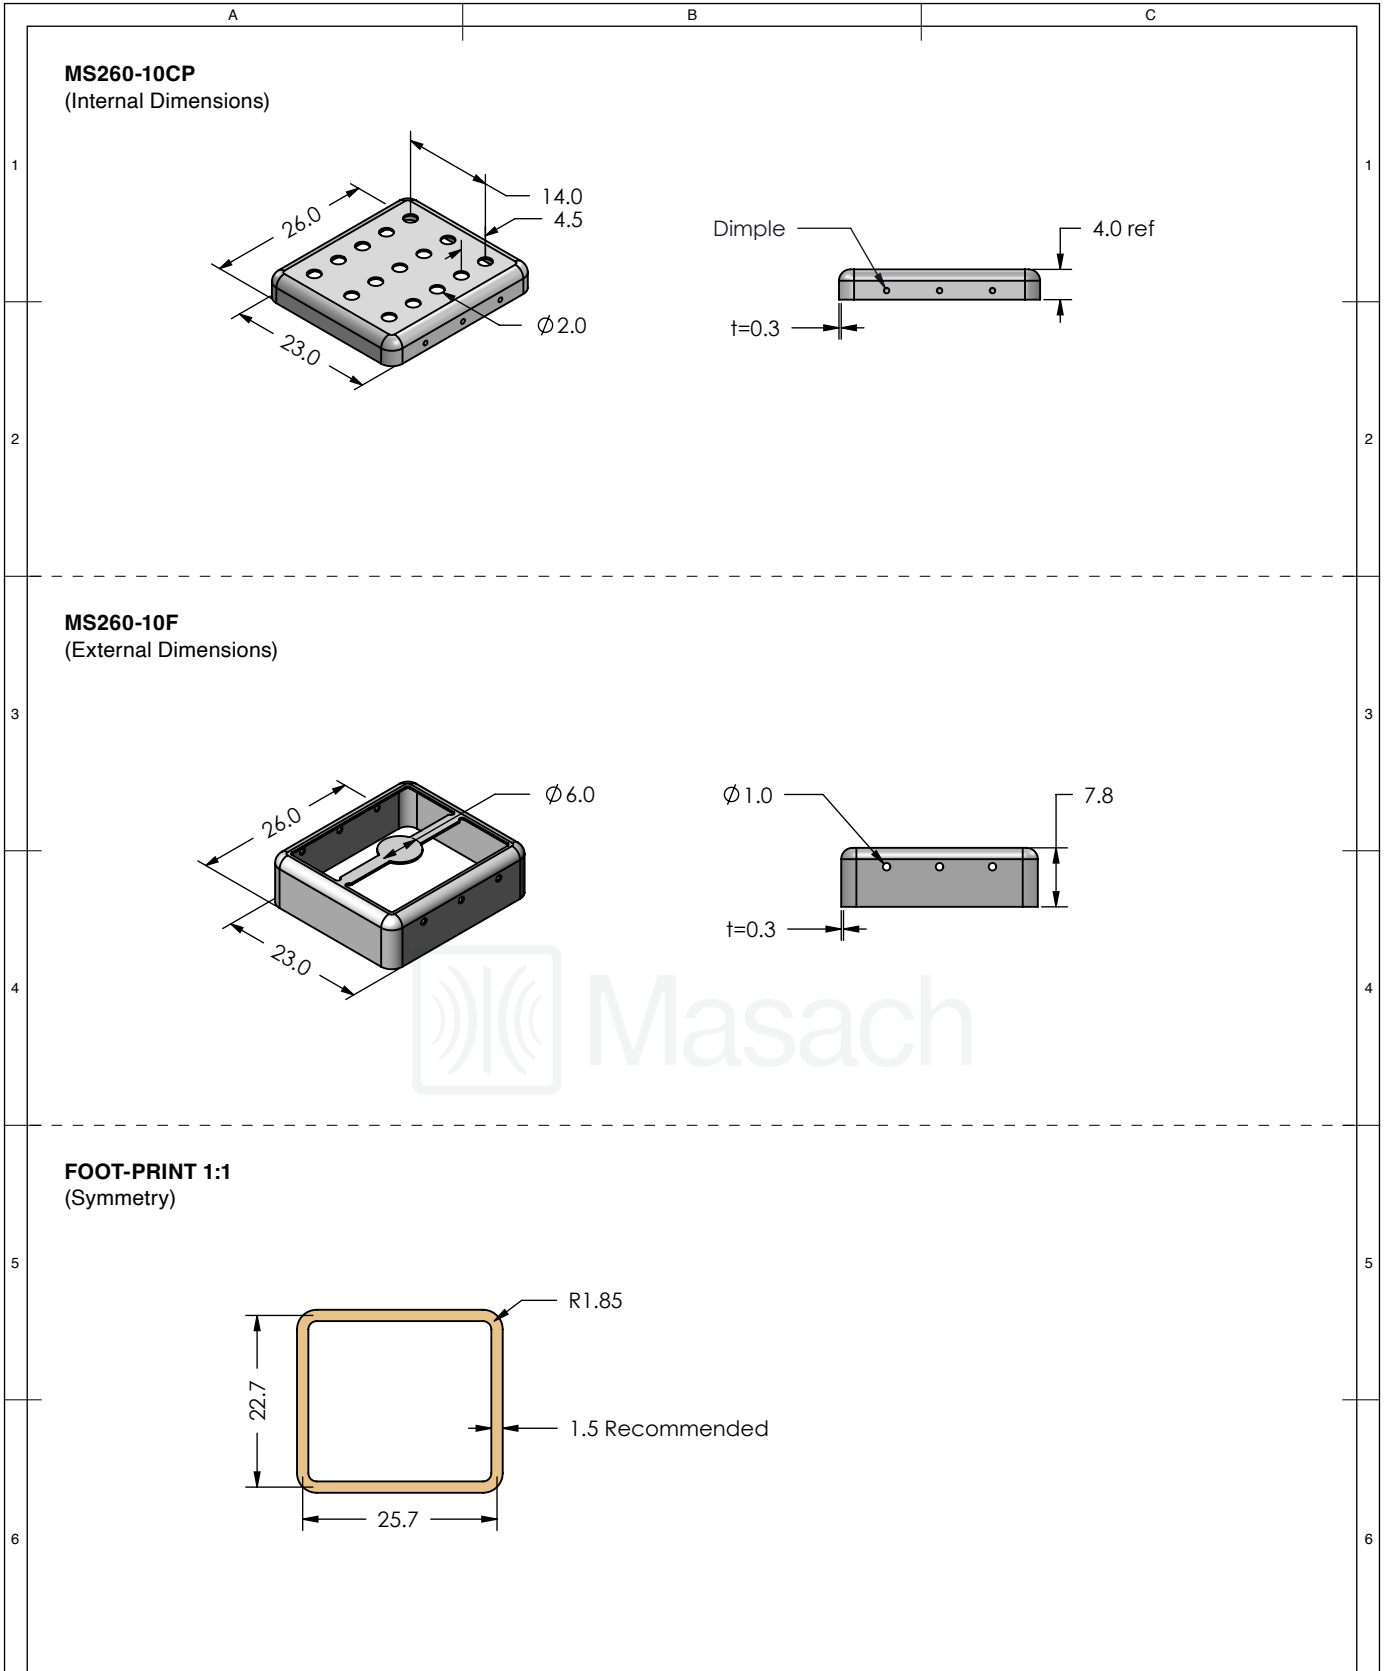 A B C
MS260-10CP
(Internal Dimensions)
1 1
14.0
26.0
4.5
Dimple
4.0 ref
Ø2.0
t=0.3
23.0
2 2
MS260-10F
(External Dimensions)
3 3
Ø6.0
Ø1.0
7.8
26.0
t=0.3
23.0
4 4
Masach
FOOT-PRINT 1:1
(Symmetry)
5 5
R1.85
22.7
1.5 Recommended
25.7
6 6